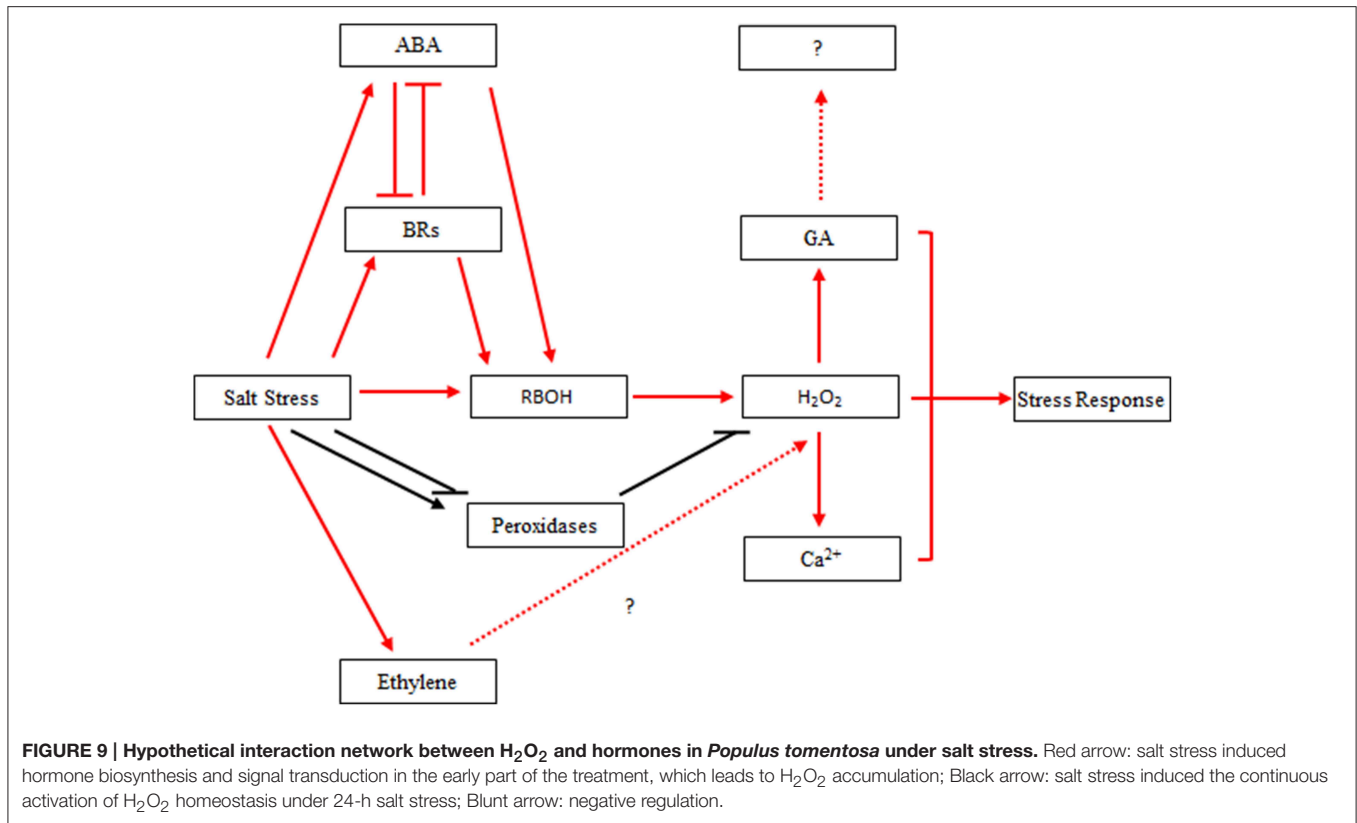 ABA
?
BRs
GA
Salt Stress
RBOH
H₂O₂
Stress Response
Peroxidases
Ca²⁺
?
Ethylene
FIGURE 9 | Hypothetical interaction network between H₂O₂ and hormones in Populus tomentosa under salt stress. Red arrow: salt stress induced
hormone biosynthesis and signal transduction in the early part of the treatment, which leads to H₂O₂ accumulation; Black arrow: salt stress induced the continuous
activation of H₂O₂ homeostasis under 24-h salt stress; Blunt arrow: negative regulation.